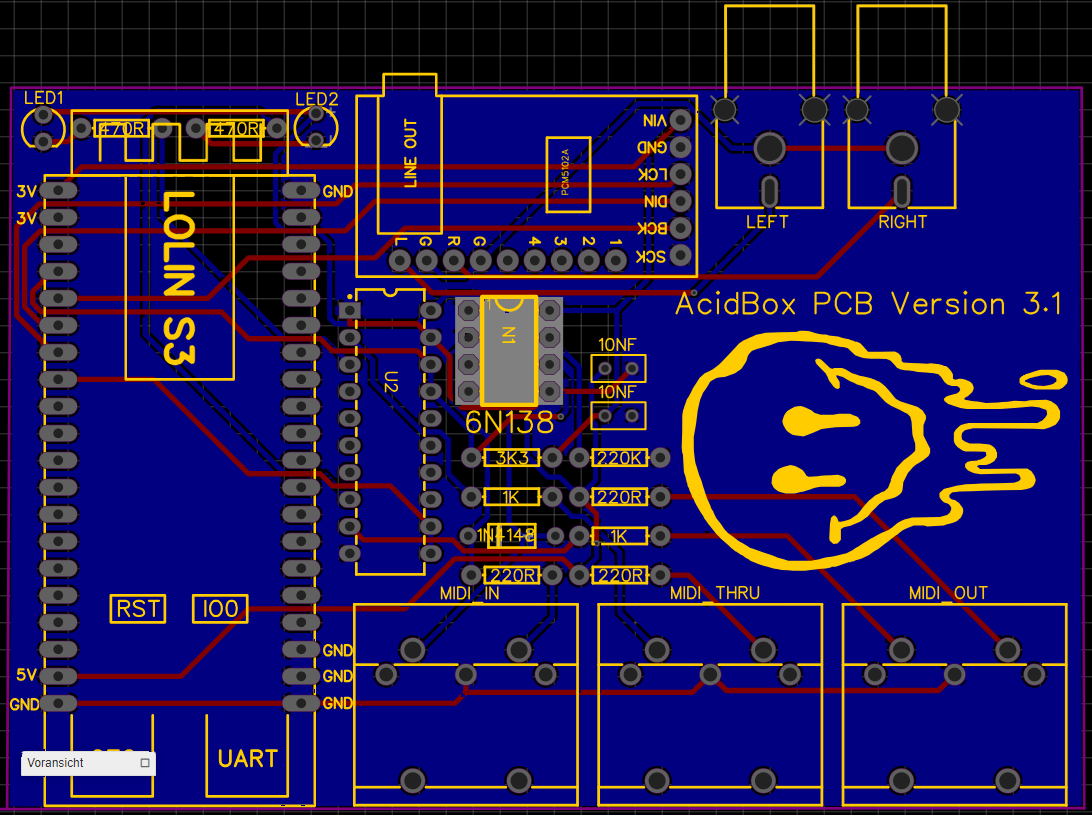 LED1
LED2
470R
470R
LINE OUT
PCM5102A
VIN
GND
LCK
DIN
BCK
SCK
L G R G 4 3 2 1
LEFT
RIGHT
3V
3V
GND
LOLIN S3
AcidBox PCB Version 3.1
N1
U2
6N138
10NF
10NF
3K3
220K
1K
220R
1N4148
1K
220R
220R
MIDI_IN
MIDI_THRU
MIDI_OUT
RST
IO0
GND
5V
GND
GND
GND
UART
Voransicht